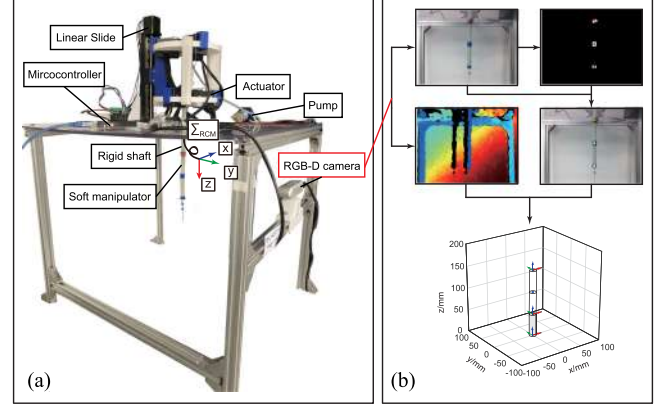 Linear Slide
Mircocontroller
Actuator
Pump
Σ_RCM
x
Rigid shaft
y
z
Soft manipulator
RGB-D camera
(a)
200
150
100
50
0
z/mm
100
50
0
-50
-100
y/mm
-100
-50
0
50
100
x/mm
(b)